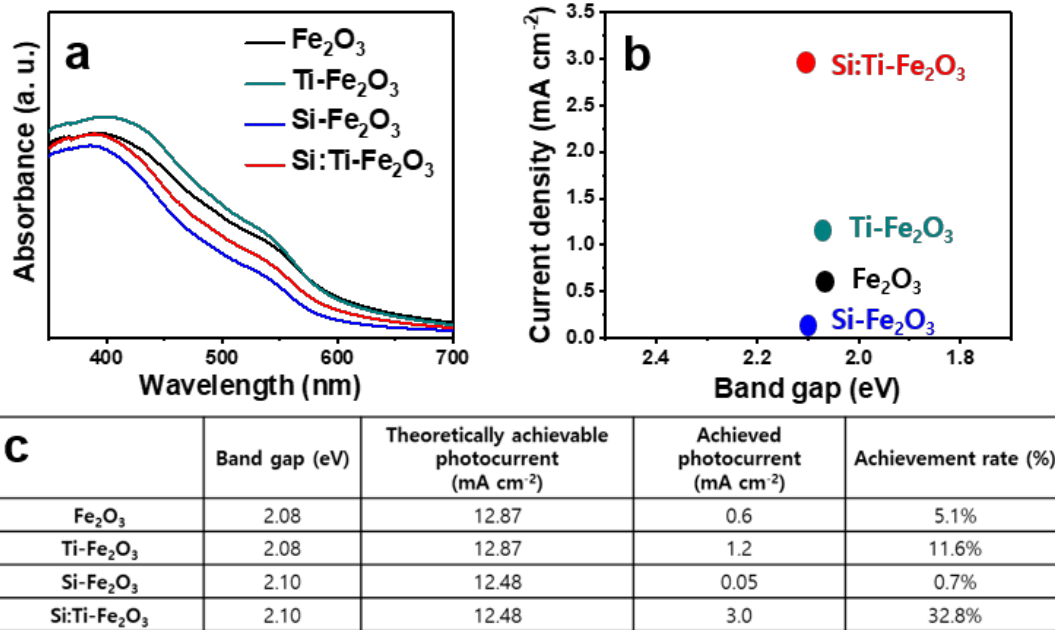 a
Fe₂O₃
Ti-Fe₂O₃
Si-Fe₂O₃
Si:Ti-Fe₂O₃
Absorbance (a. u.)
400 500 600 700
Wavelength (nm)
b
3.5
3.0
2.5
2.0
1.5
1.0
0.5
0.0
Current density (mA cm⁻²)
Si:Ti-Fe₂O₃
Ti-Fe₂O₃
Fe₂O₃
Si-Fe₂O₃
2.4 2.2 2.0 1.8
Band gap (eV)
c
Band gap (eV)
Theoretically achievable
photocurrent
(mA cm⁻²)
Achieved
photocurrent
(mA cm⁻²)
Achievement rate (%)
Fe₂O₃ 2.08 12.87 0.6 5.1%
Ti-Fe₂O₃ 2.08 12.87 1.2 11.6%
Si-Fe₂O₃ 2.10 12.48 0.05 0.7%
Si:Ti-Fe₂O₃ 2.10 12.48 3.0 32.8%